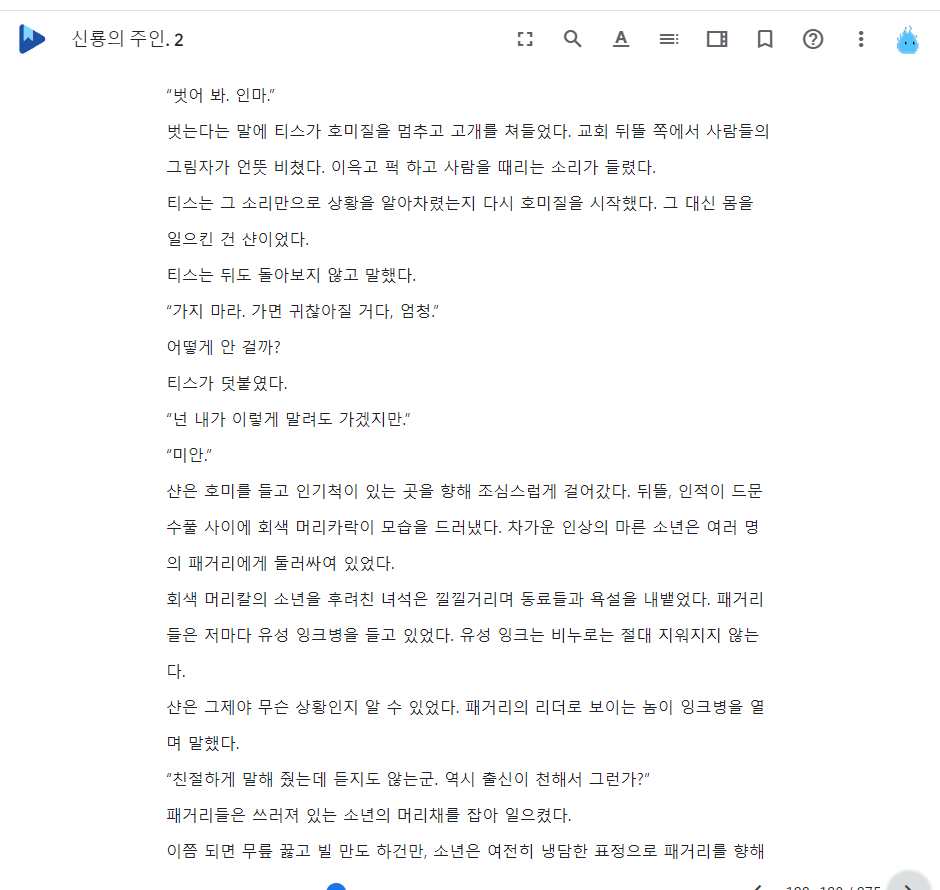 신룡의 주인. 2
“벗어 봐. 인마.”
벗는다는 말에 티스가 호미질을 멈추고 고개를 쳐들었다. 교회 뒤뜰 쪽에서 사람들의
그림자가 언뜻 비쳤다. 이윽고 퍽 하고 사람을 때리는 소리가 들렸다.
티스는 그 소리만으로 상황을 알아차렸는지 다시 호미질을 시작했다. 그 대신 몸을
일으킨 건 샨이었다.
티스는 뒤도 돌아보지 않고 말했다.
“가지 마라. 가면 귀찮아질 거다, 엄청.”
어떻게 안 걸까?
티스가 덧붙였다.
“넌 내가 이렇게 말려도 가겠지만.”
“미안.”
샨은 호미를 들고 인기척이 있는 곳을 향해 조심스럽게 걸어갔다. 뒤뜰, 인적이 드문
수풀 사이에 회색 머리카락이 모습을 드러냈다. 차가운 인상의 마른 소년은 여러 명
의 패거리에게 둘러싸여 있었다.
회색 머리칼의 소년을 후려친 녀석은 낄낄거리며 동료들과 욕설을 내뱉었다. 패거리
들은 저마다 유성 잉크병을 들고 있었다. 유성 잉크는 비누로는 절대 지워지지 않는
다.
샨은 그제야 무슨 상황인지 알 수 있었다. 패거리의 리더로 보이는 놈이 잉크병을 열
며 말했다.
“친절하게 말해 줬는데 듣지도 않는군. 역시 출신이 천해서 그런가?”
패거리들은 쓰러져 있는 소년의 머리채를 잡아 일으켰다.
이쯤 되면 무릎 꿇고 빌 만도 하건만, 소년은 여전히 냉담한 표정으로 패거리를 향해